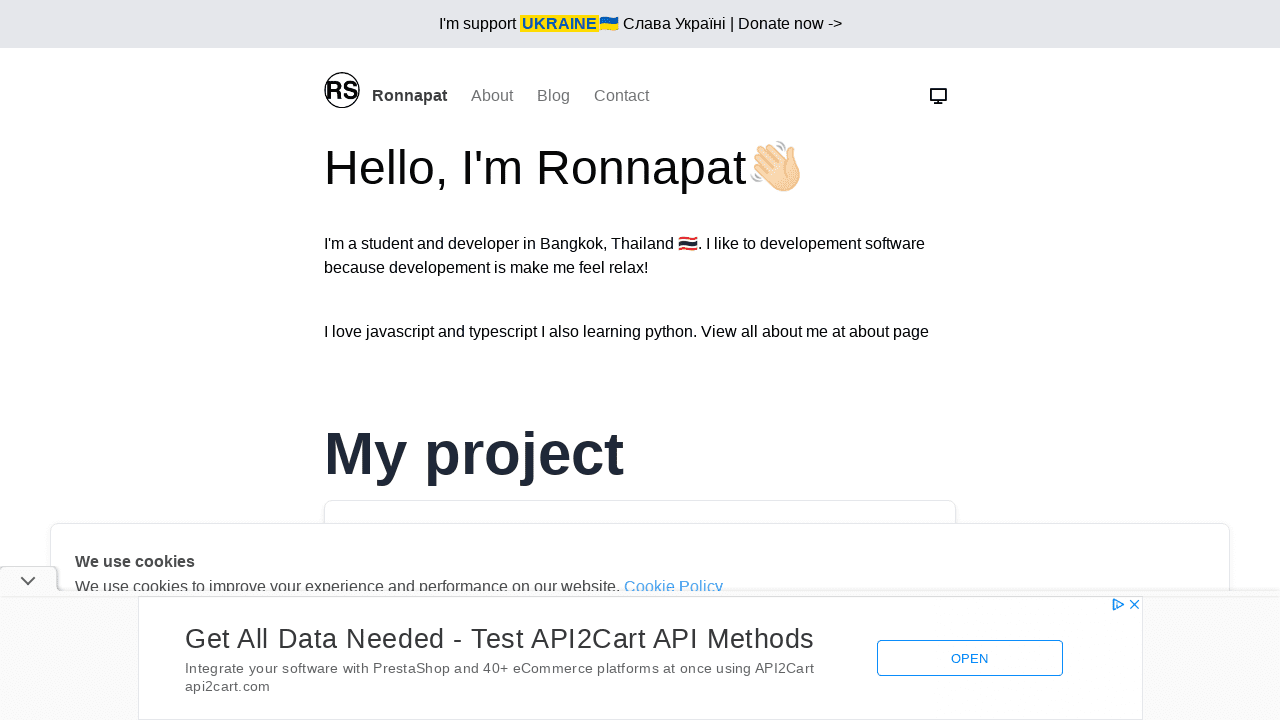 I'm support UKRAINE🇺🇦 Слава Україні | Donate now ->
RS Ronnapat About Blog Contact
Hello, I'm Ronnapat👋🏻
I'm a student and developer in Bangkok, Thailand 🇹🇭. I like to developement software
because developement is make me feel relax!
I love javascript and typescript I also learning python. View all about me at about page
My project
We use cookies
We use cookies to improve your experience and performance on our website. Cookie Policy
Get All Data Needed - Test API2Cart API Methods
Integrate your software with PrestaShop and 40+ eCommerce platforms at once using API2Cart
api2cart.com
OPEN